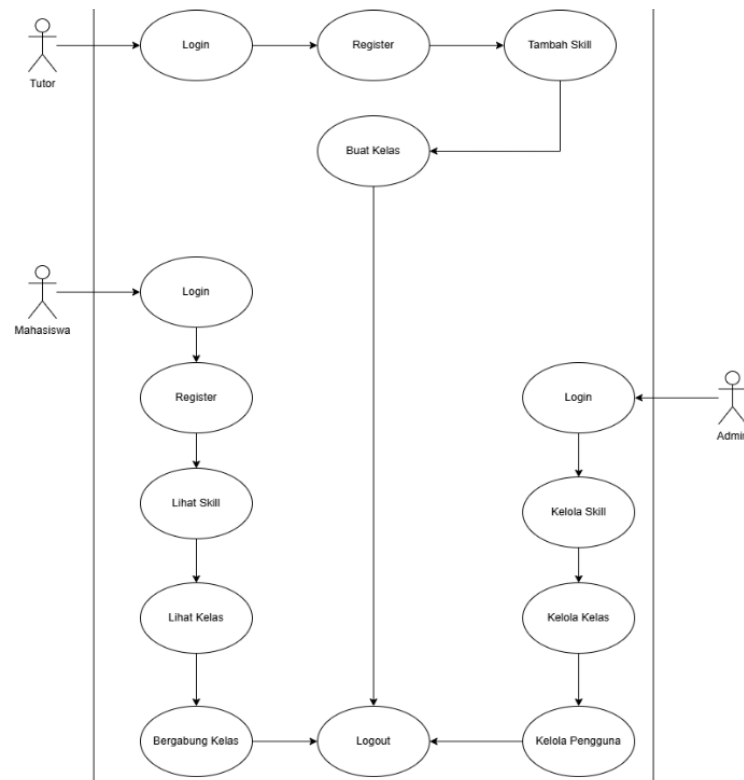 Login
Register
Tambah Skill
Tutor
Buat Kelas
Login
Mahasiswa
Register
Login
Admin
Lihat Skill
Kelola Skill
Lihat Kelas
Kelola Kelas
Bergabung Kelas
Logout
Kelola Pengguna